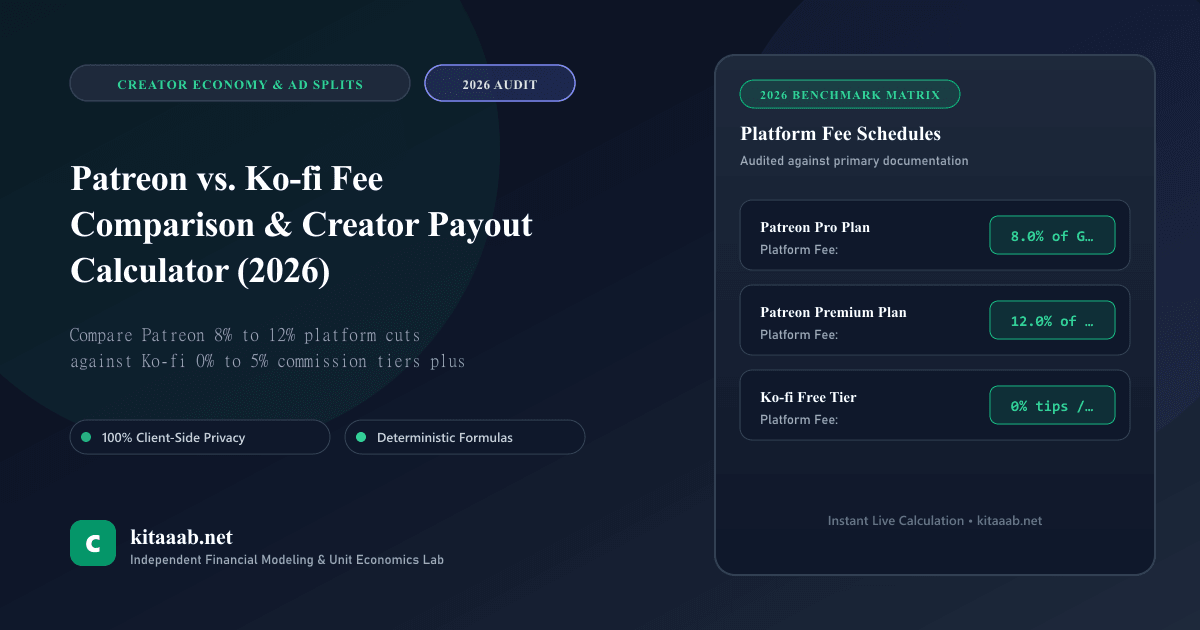 CREATOR ECONOMY & AD SPLITS
2026 AUDIT
Patreon vs. Ko-fi Fee
Comparison & Creator Payout
Calculator (2026)
Compare Patreon 8% to 12% platform cuts
against Ko-fi 0% to 5% commission tiers plus
100% Client-Side Privacy
Deterministic Formulas
C
kitaaab.net
Independent Financial Modeling & Unit Economics Lab
2026 BENCHMARK MATRIX
Platform Fee Schedules
Audited against primary documentation
Patreon Pro Plan
Platform Fee:
8.0% of G…
Patreon Premium Plan
Platform Fee:
12.0% of …
Ko-fi Free Tier
Platform Fee:
0% tips /…
Instant Live Calculation • kitaaab.net